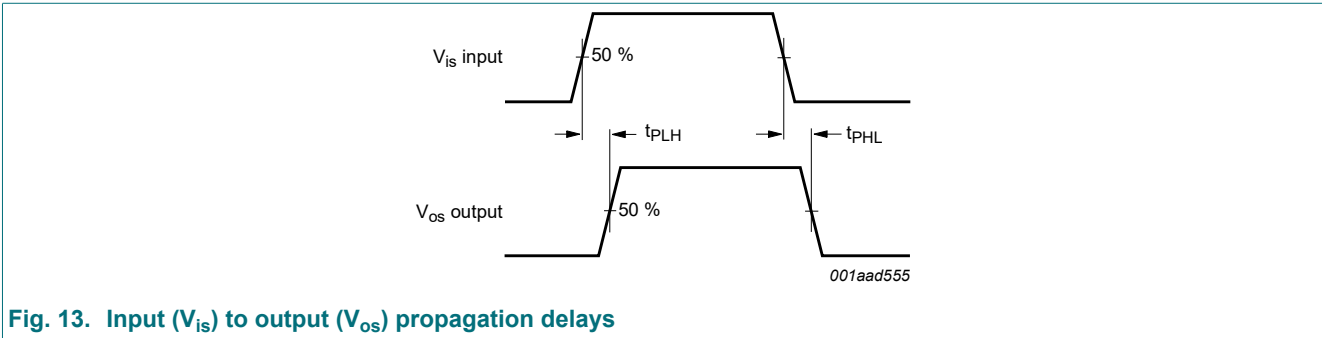 V_is input
50 %
t_PLH
t_PHL
V_os output
50 %
001aad555
Fig. 13. Input (V_is) to output (V_os) propagation delays